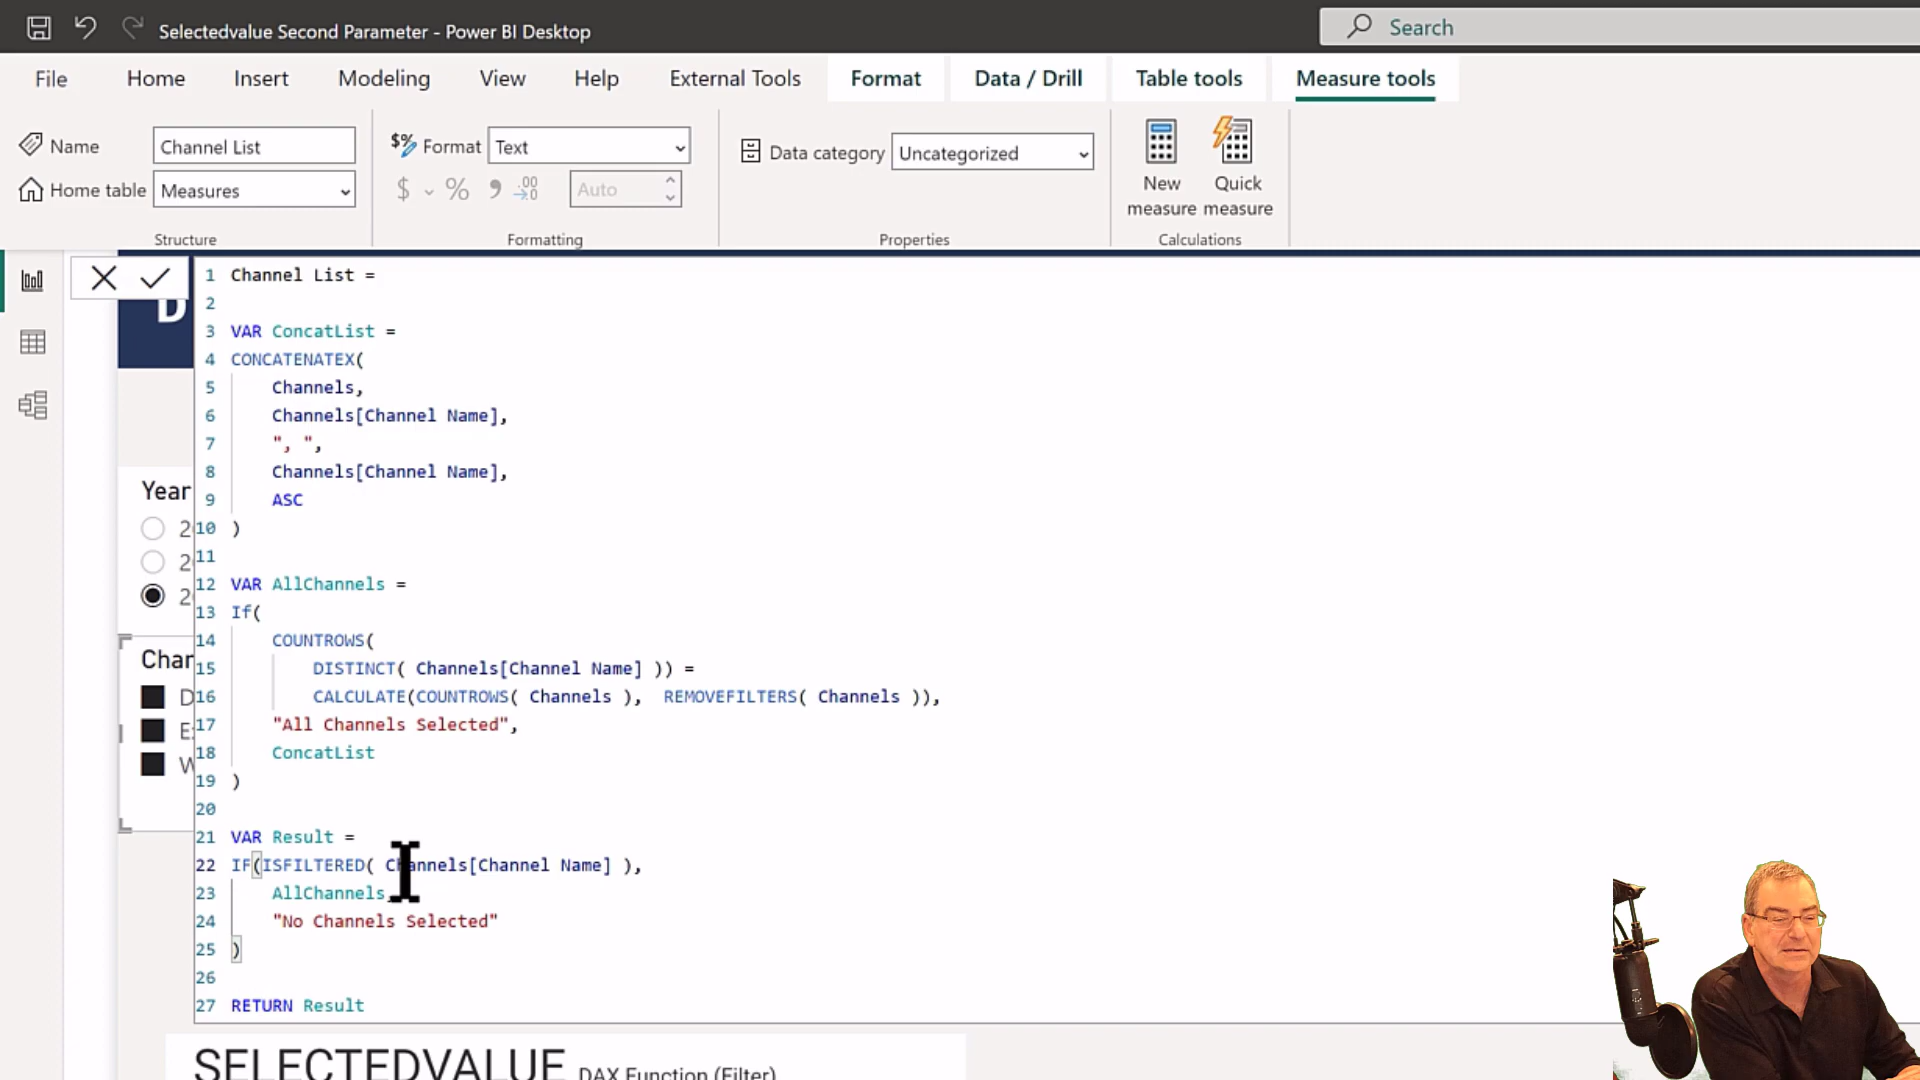 Selectedvalue Second Parameter - Power BI Desktop
Search
File Home Insert Modeling View Help External Tools Format Data / Drill Table tools Measure tools
Name Channel List
Home table Measures
Structure
$% Format Text
$ % 9 .00 Auto
Formatting
Data category Uncategorized
Properties
New measure
Quick measure
Calculations
D
Year
2
2
2
Char
D
E
W
1 Channel List =
2
3 VAR ConcatList =
4 CONCATENATEX(
5 Channels,
6 Channels[Channel Name],
7 ", ",
8 Channels[Channel Name],
9 ASC
10 )
11
12 VAR AllChannels =
13 If(
14 COUNTROWS(
15 DISTINCT( Channels[Channel Name] )) =
16 CALCULATE(COUNTROWS( Channels ), REMOVEFILTERS( Channels )),
17 "All Channels Selected",
18 ConcatList
19 )
20
21 VAR Result =
22 IF(ISFILTERED( Channels[Channel Name] ),
23 AllChannels,
24 "No Channels Selected"
25 )
26
27 RETURN Result
SELECTEDVALUE DAX Function (Filter)